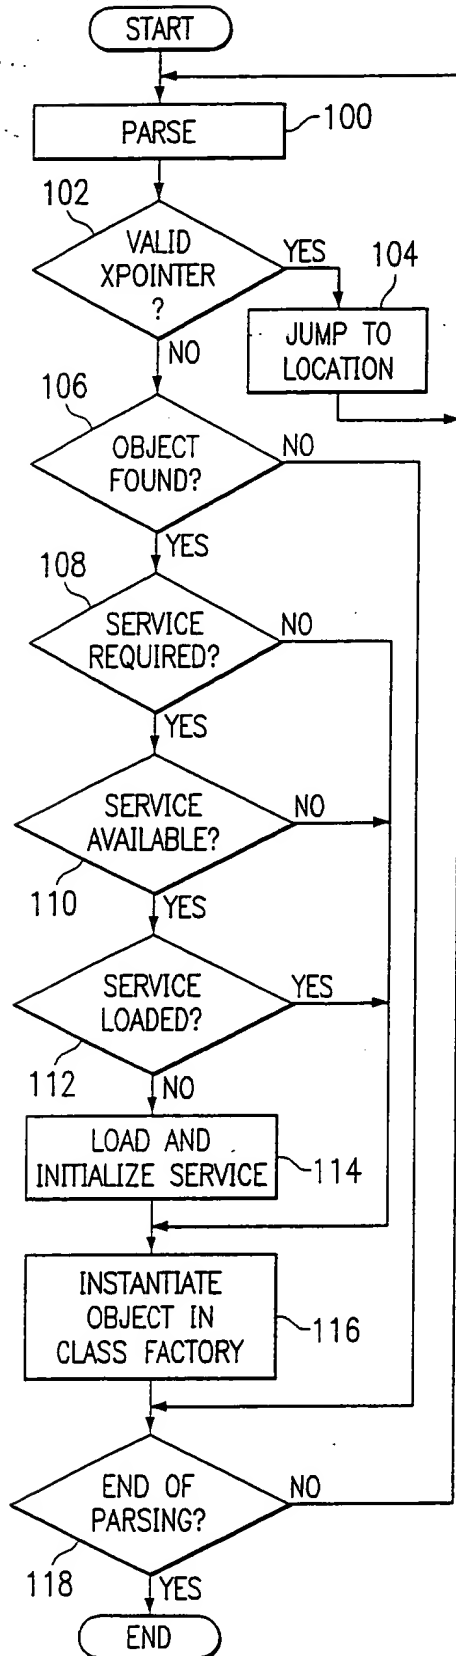 START
PARSE
100
102
VALID
XPOINTER
?
YES
104
JUMP TO
LOCATION
NO
106
OBJECT
FOUND?
NO
YES
108
SERVICE
REQUIRED?
NO
YES
SERVICE
AVAILABLE?
NO
110
YES
SERVICE
LOADED?
YES
112
NO
LOAD AND
INITIALIZE SERVICE
114
INSTANTIATE
OBJECT IN
CLASS FACTORY
116
END OF
PARSING?
NO
118
YES
END